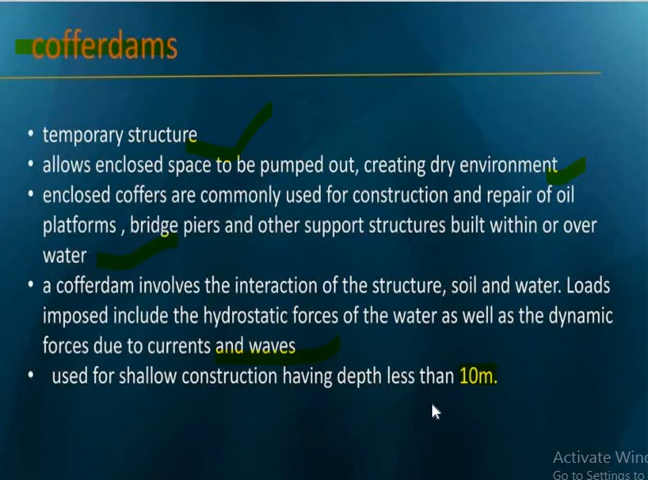 cofferdams
• temporary structure
• allows enclosed space to be pumped out, creating dry environment
• enclosed coffers are commonly used for construction and repair of oil
platforms , bridge piers and other support structures built within or over
water
• a cofferdam involves the interaction of the structure, soil and water. Loads
imposed include the hydrostatic forces of the water as well as the dynamic
forces due to currents and waves
• used for shallow construction having depth less than 10m.
Activate Wind
Go to Settings to